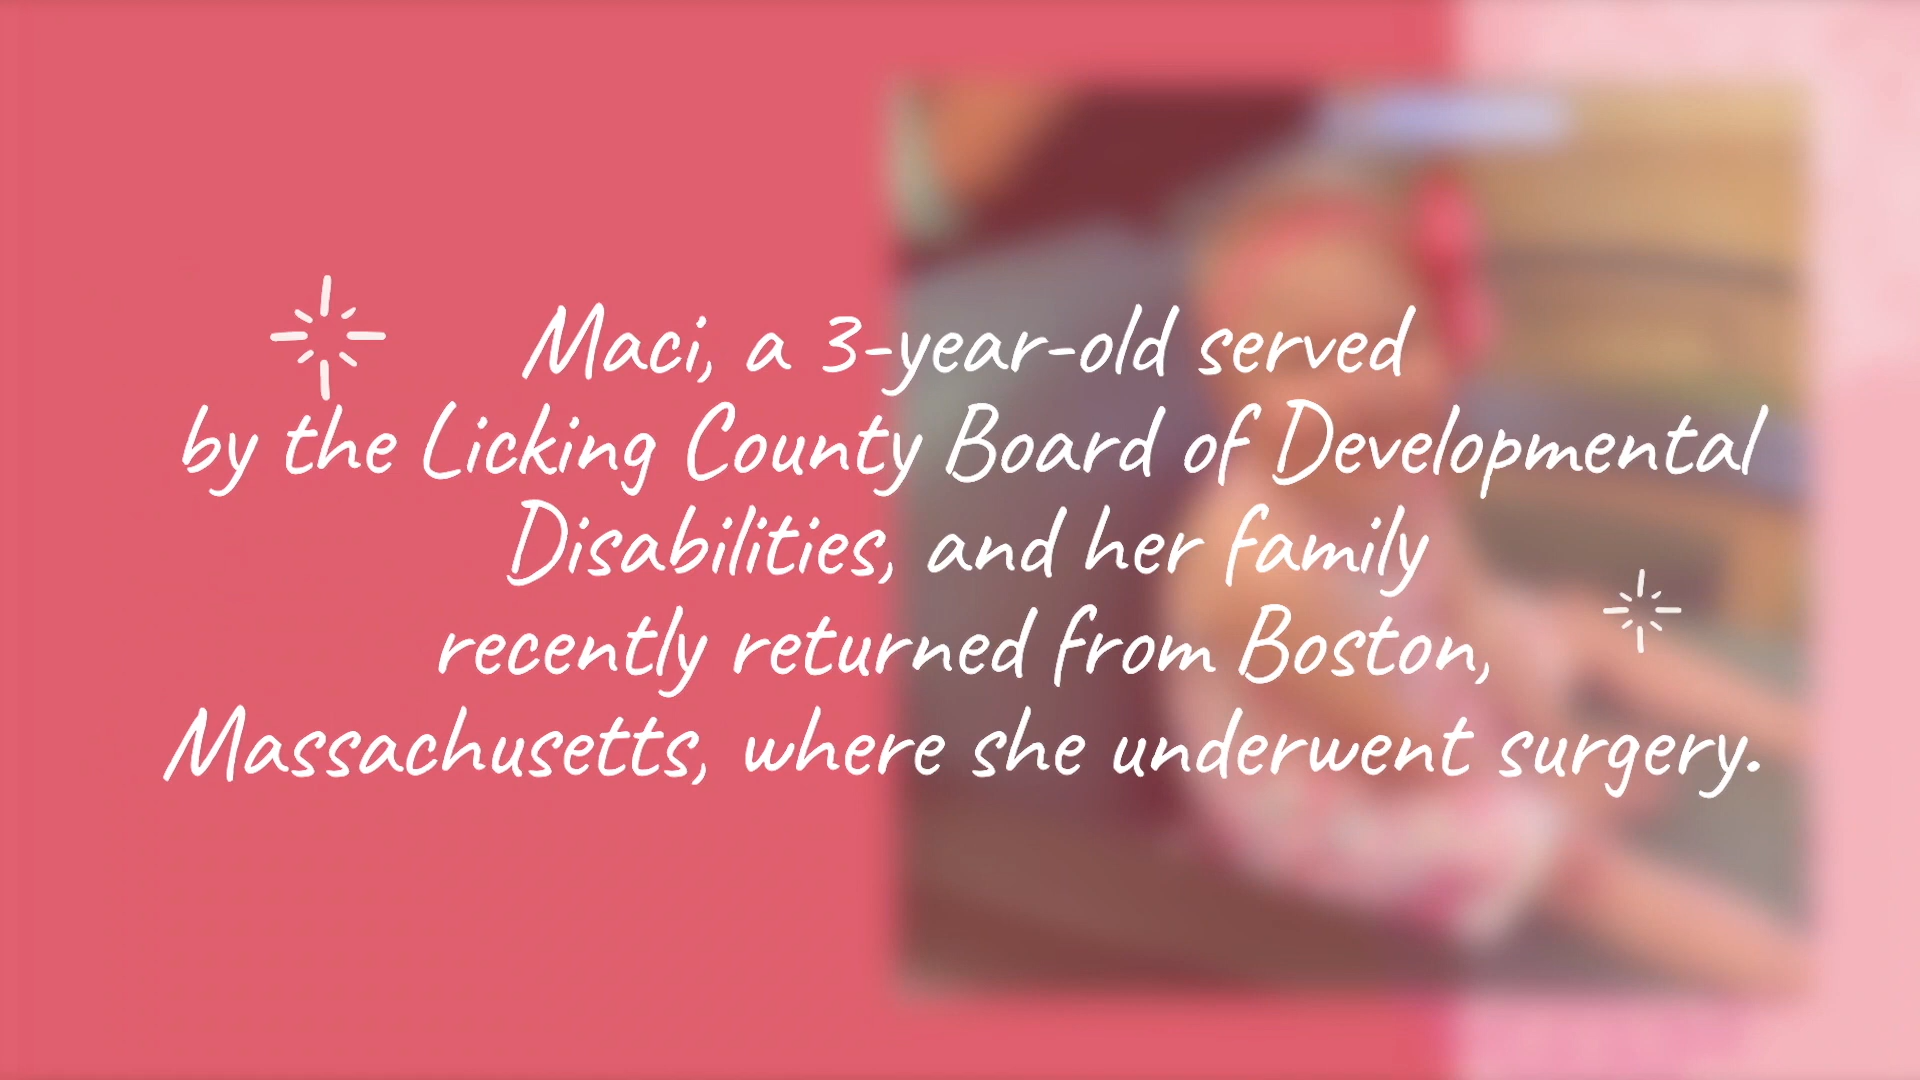 Maci, a 3-year-old served
by the Licking County Board of Developmental
Disabilities, and her family
recently returned from Boston,
Massachusetts, where she underwent surgery.